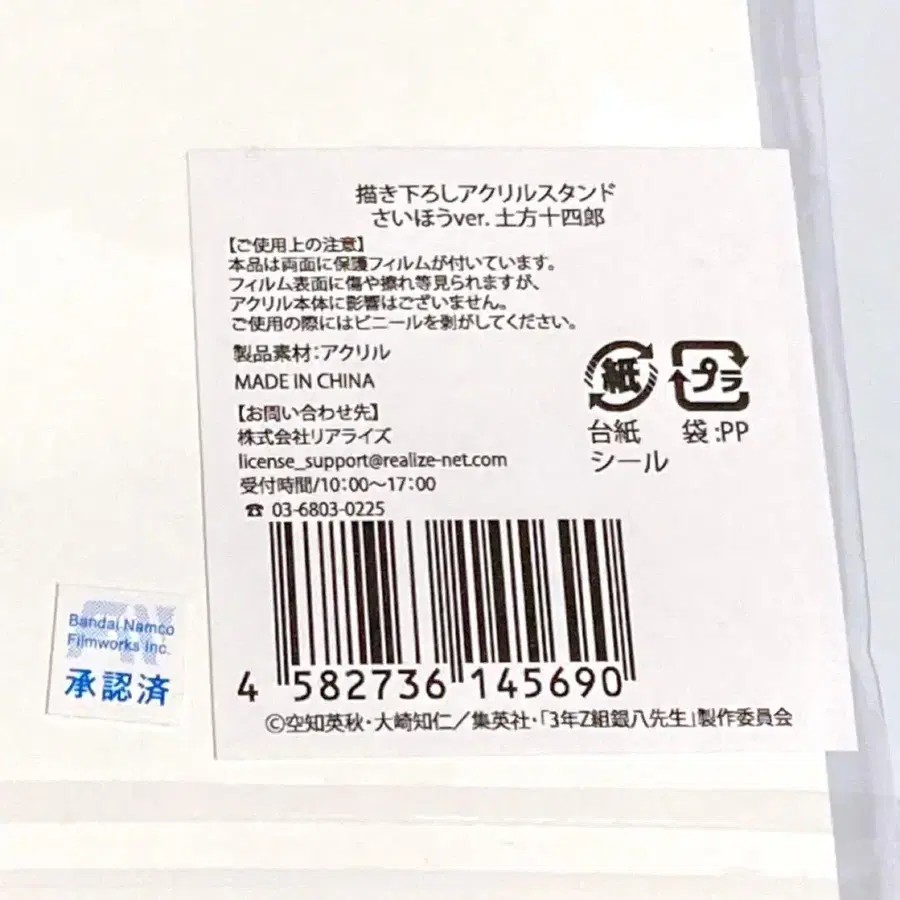 描き下ろしアクリルスタンド
さいほうver. 土方十四郎
【ご使用上の注意】
本品は両面に保護フィルムが付いています。
フィルム表面に傷や擦れ等見られますが、
アクリル本体に影響はございません。
ご使用の際にはビニールを剥がしてください。
製品素材:アクリル
MADE IN CHINA
【お問い合わせ先】
株式会社リアライズ
license_support@realize-net.com
受付時間/10:00〜17:00
☎ 03-6803-0225
紙 プラ
台紙 袋:PP
シール
4 582736 145690
©空知英秋・大崎知仁/集英社・「3年Z組銀八先生」製作委員会
Bandai Namco
Filmworks Inc.
承認済